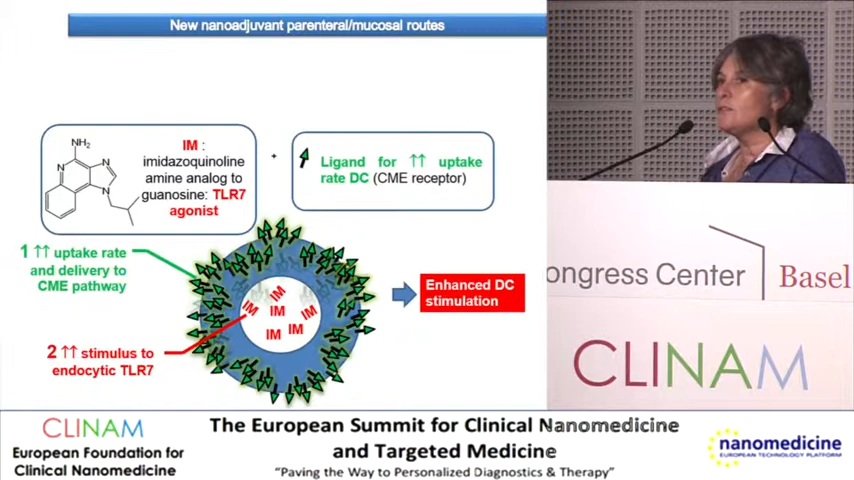 New nanoadjuvant parenteral/mucosal routes
NH2
N
N
N
IM :
imidazoquinoline
amine analog to
guanosine: TLR7
agonist
+
Ligand for ↑↑ uptake
rate DC (CME receptor)
1 ↑↑ uptake rate
and delivery to
CME pathway
IM
IM
IM
IM
IM
IM
Enhanced DC
stimulation
2 ↑↑ stimulus to
endocytic TLR7
ongress Center Basel
CLINAM
CLINAM
European Foundation for
Clinical Nanomedicine
The European Summit for Clinical Nanomedicine
and Targeted Medicine
"Paving the Way to Personalized Diagnostics & Therapy"
nanomedicine
EUROPEAN TECHNOLOGY PLATFORM